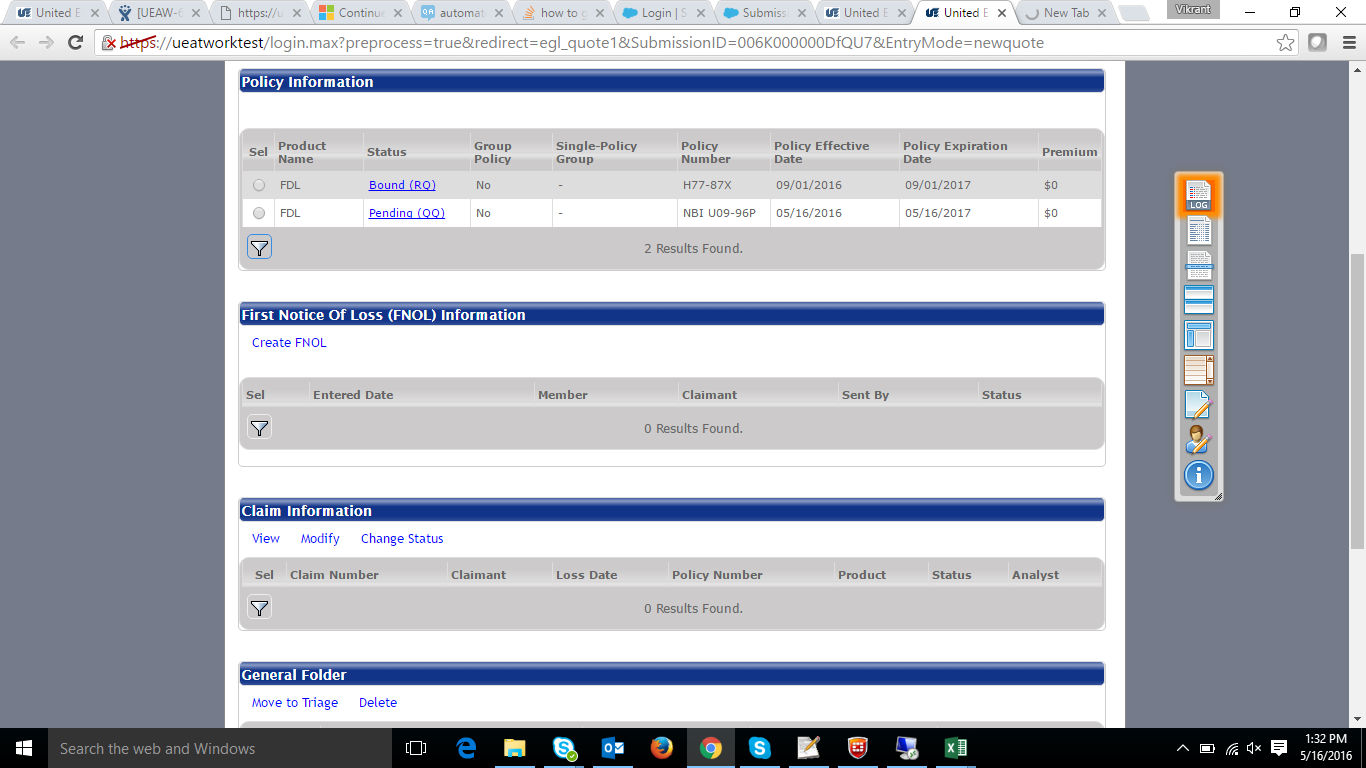 United E
[UEAW-6
https://u
Continue
automat
how to g
Login | S
Submiss
United E
United E
New Tab
Vikrant
https://ueatworktest/login.max?preprocess=true&redirect=egl_quote1&SubmissionID=006K000000DfQU7&EntryMode=newquote
Policy Information
Sel Product Name Status Group Policy Single-Policy Group Policy Number Policy Effective Date Policy Expiration Date Premium
FDL Bound (RQ) No - H77-87X 09/01/2016 09/01/2017 $0
FDL Pending (QQ) No - NBI U09-96P 05/16/2016 05/16/2017 $0
2 Results Found.
First Notice Of Loss (FNOL) Information
Create FNOL
Sel Entered Date Member Claimant Sent By Status
0 Results Found.
Claim Information
View Modify Change Status
Sel Claim Number Claimant Loss Date Policy Number Product Status Analyst
0 Results Found.
General Folder
Move to Triage Delete
LOG
Search the web and Windows
1:32 PM
5/16/2016